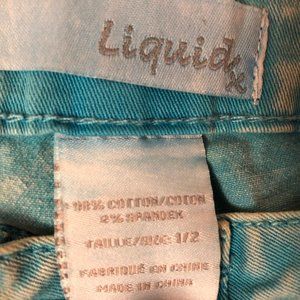 Liquid
x
98% COTTON/COTON
2% SPANDEX
TAILLE/SIZE: 1/2
FABRIQUÉ EN CHINE
MADE IN CHINA